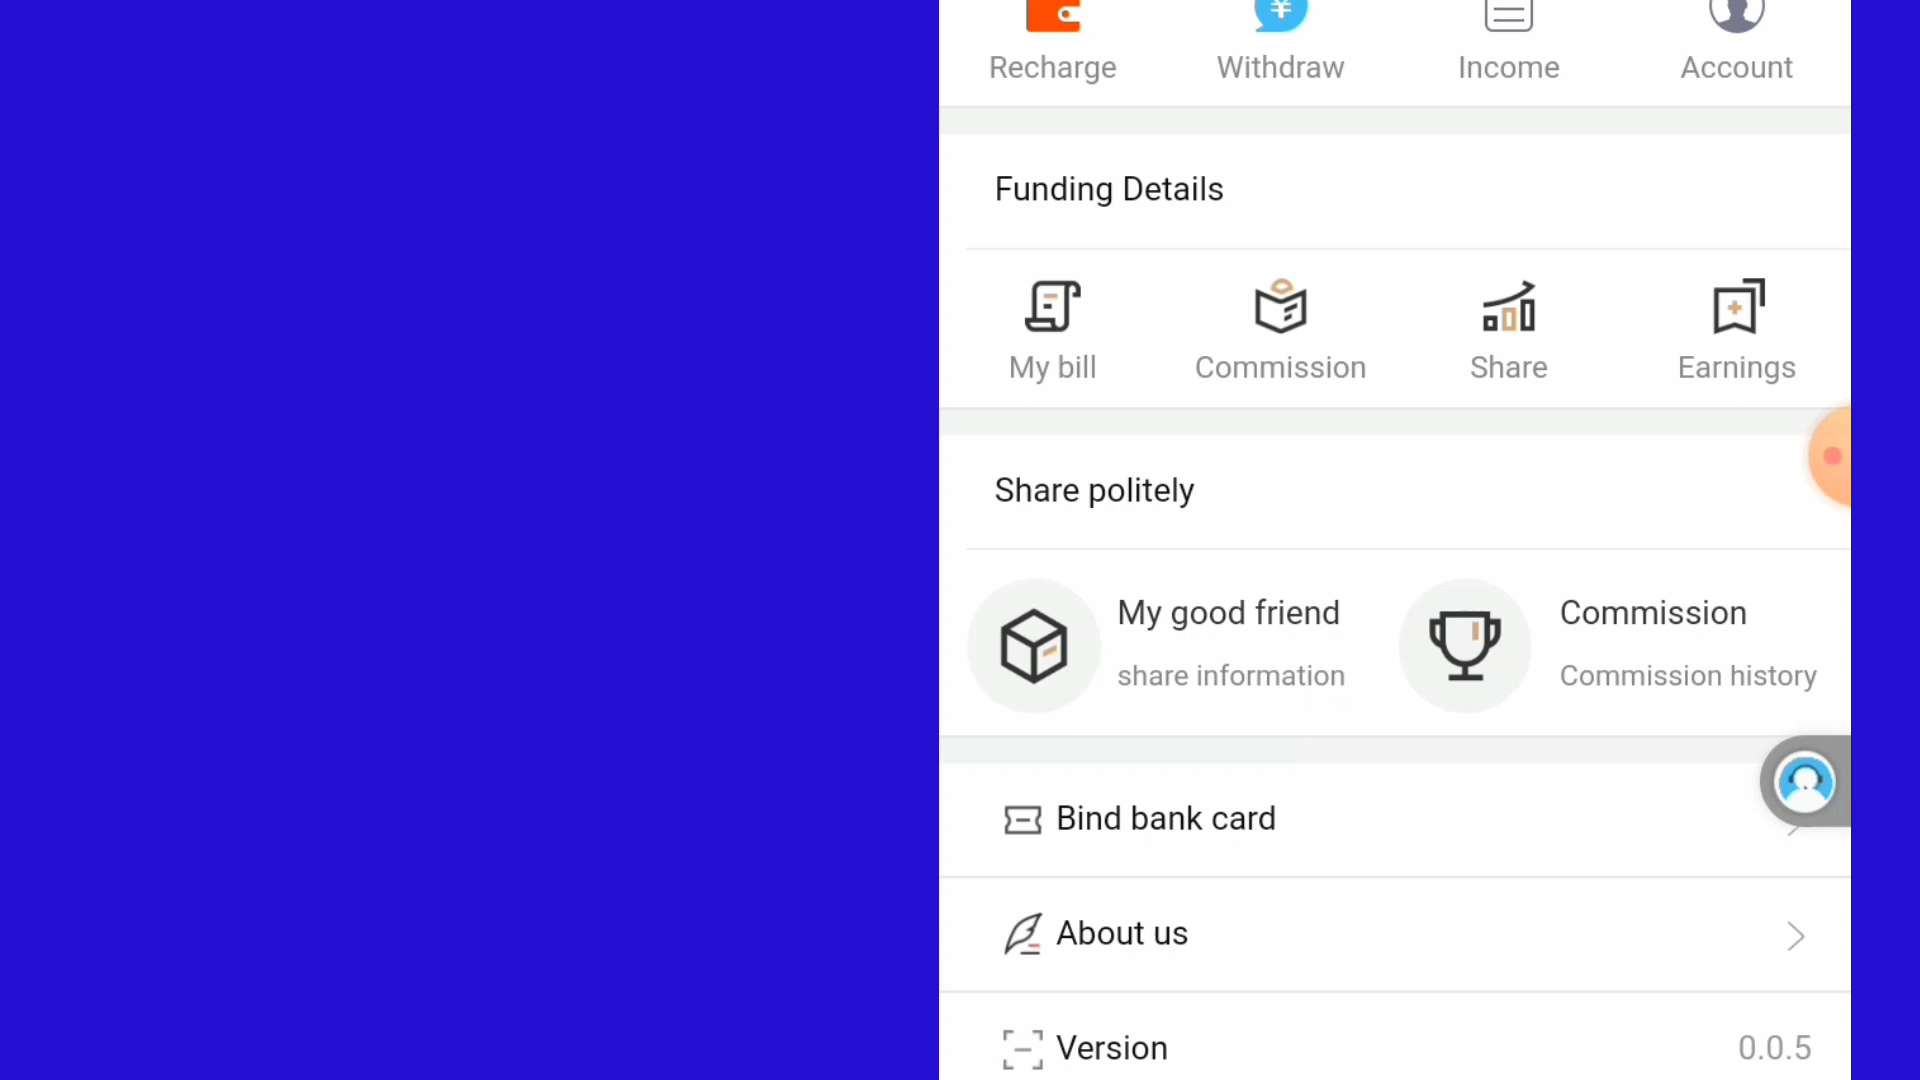 Recharge Withdraw Income Account
Funding Details
My bill Commission Share Earnings
Share politely
My good friend Commission
share information Commission history
Bind bank card
About us
Version 0.0.5